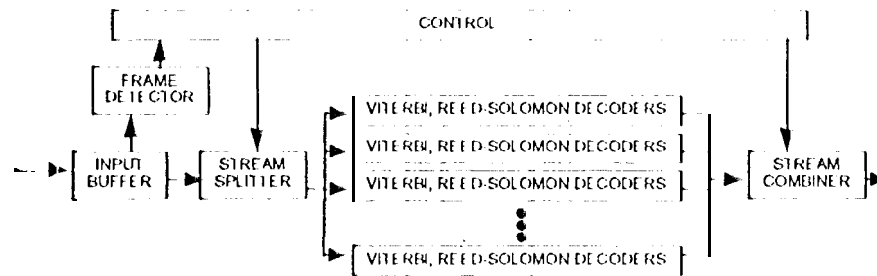 CONTROL
FRAME
DETECTOR
VITERBI, REED-SOLOMON DECODERS
VITERBI, REED-SOLOMON DECODERS
INPUT
BUFFER
STREAM
SPLITTER
VITERBI, REED-SOLOMON DECODERS
STREAM
COMBINER
VITERBI, REED-SOLOMON DECODERS